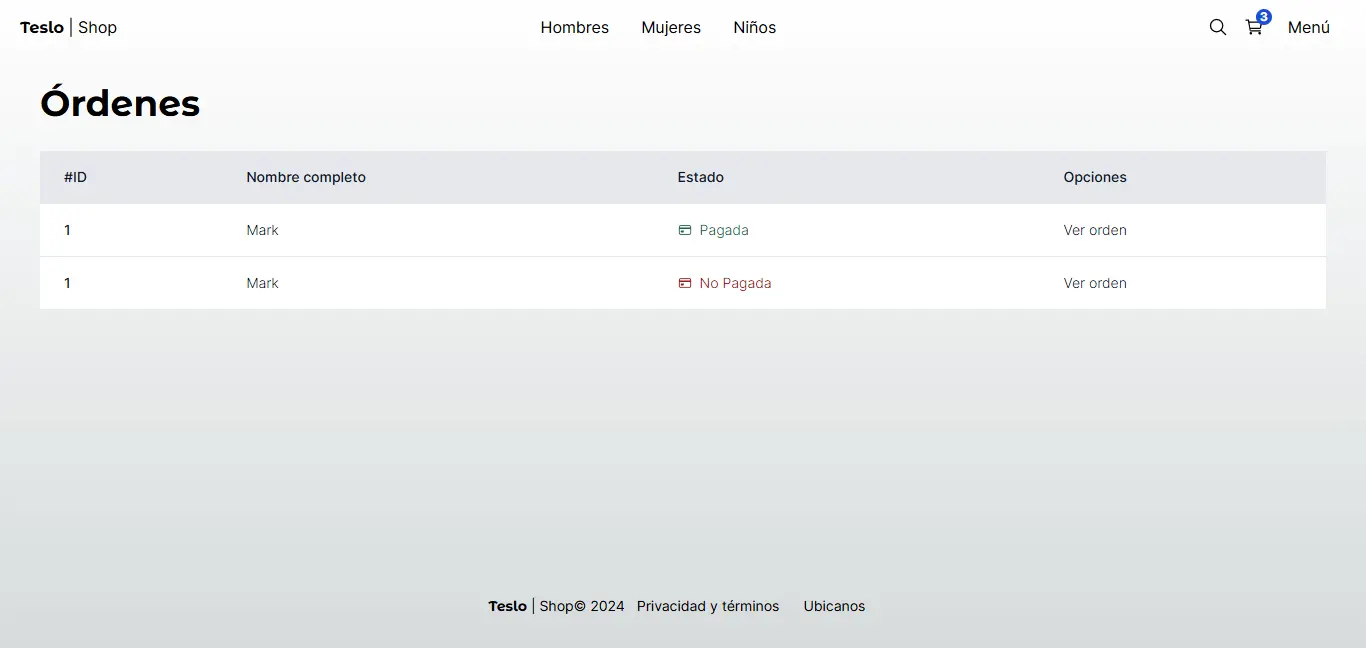 Teslo | Shop Hombres Mujeres Niños 3 Menú
Órdenes
#ID Nombre completo Estado Opciones
1 Mark Pagada Ver orden
1 Mark No Pagada Ver orden
Teslo | Shop© 2024 Privacidad y términos Ubicanos